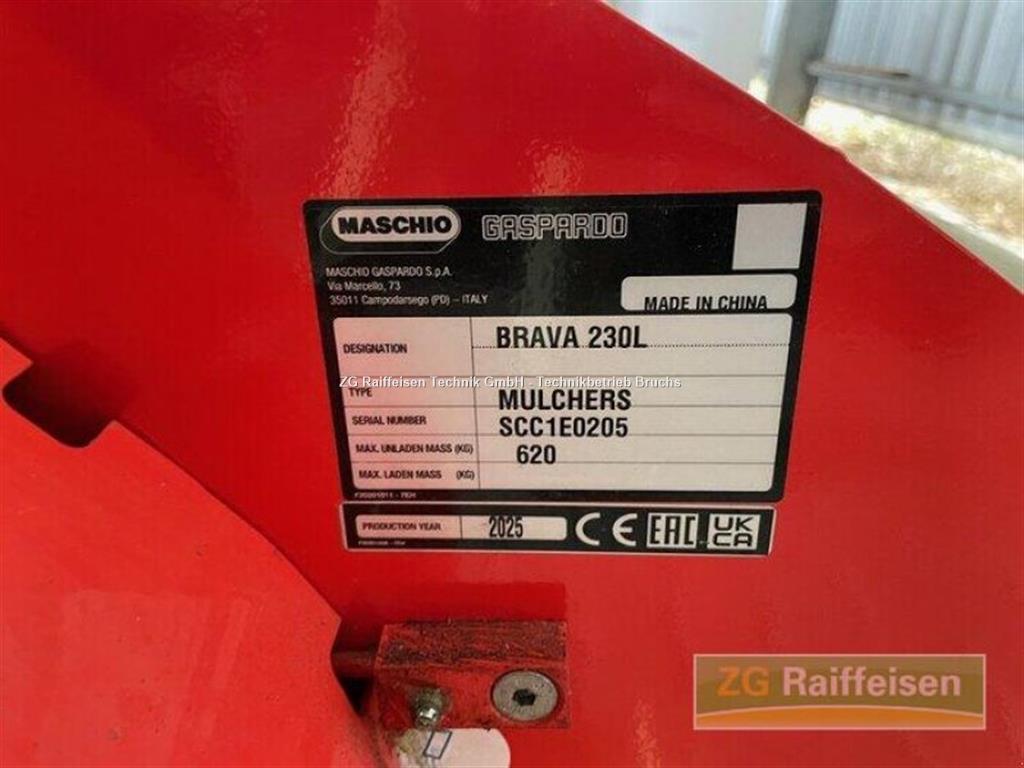 MASCHIO GASPARDO
MASCHIO GASPARDO S.p.A.
Via Marcello, 73
35011 Campodarsego (PD) – ITALY
MADE IN CHINA
DESIGNATION BRAVA 230L
ZG Raiffeisen Technik GmbH - Technikbetrieb Bruchs
TYPE MULCHERS
SERIAL NUMBER SCC1E0205
MAX. UNLADEN MASS (KG) 620
MAX. LADEN MASS (KG)
PRODUCTION YEAR 2025 CE EAC UK CA
ZG Raiffeisen